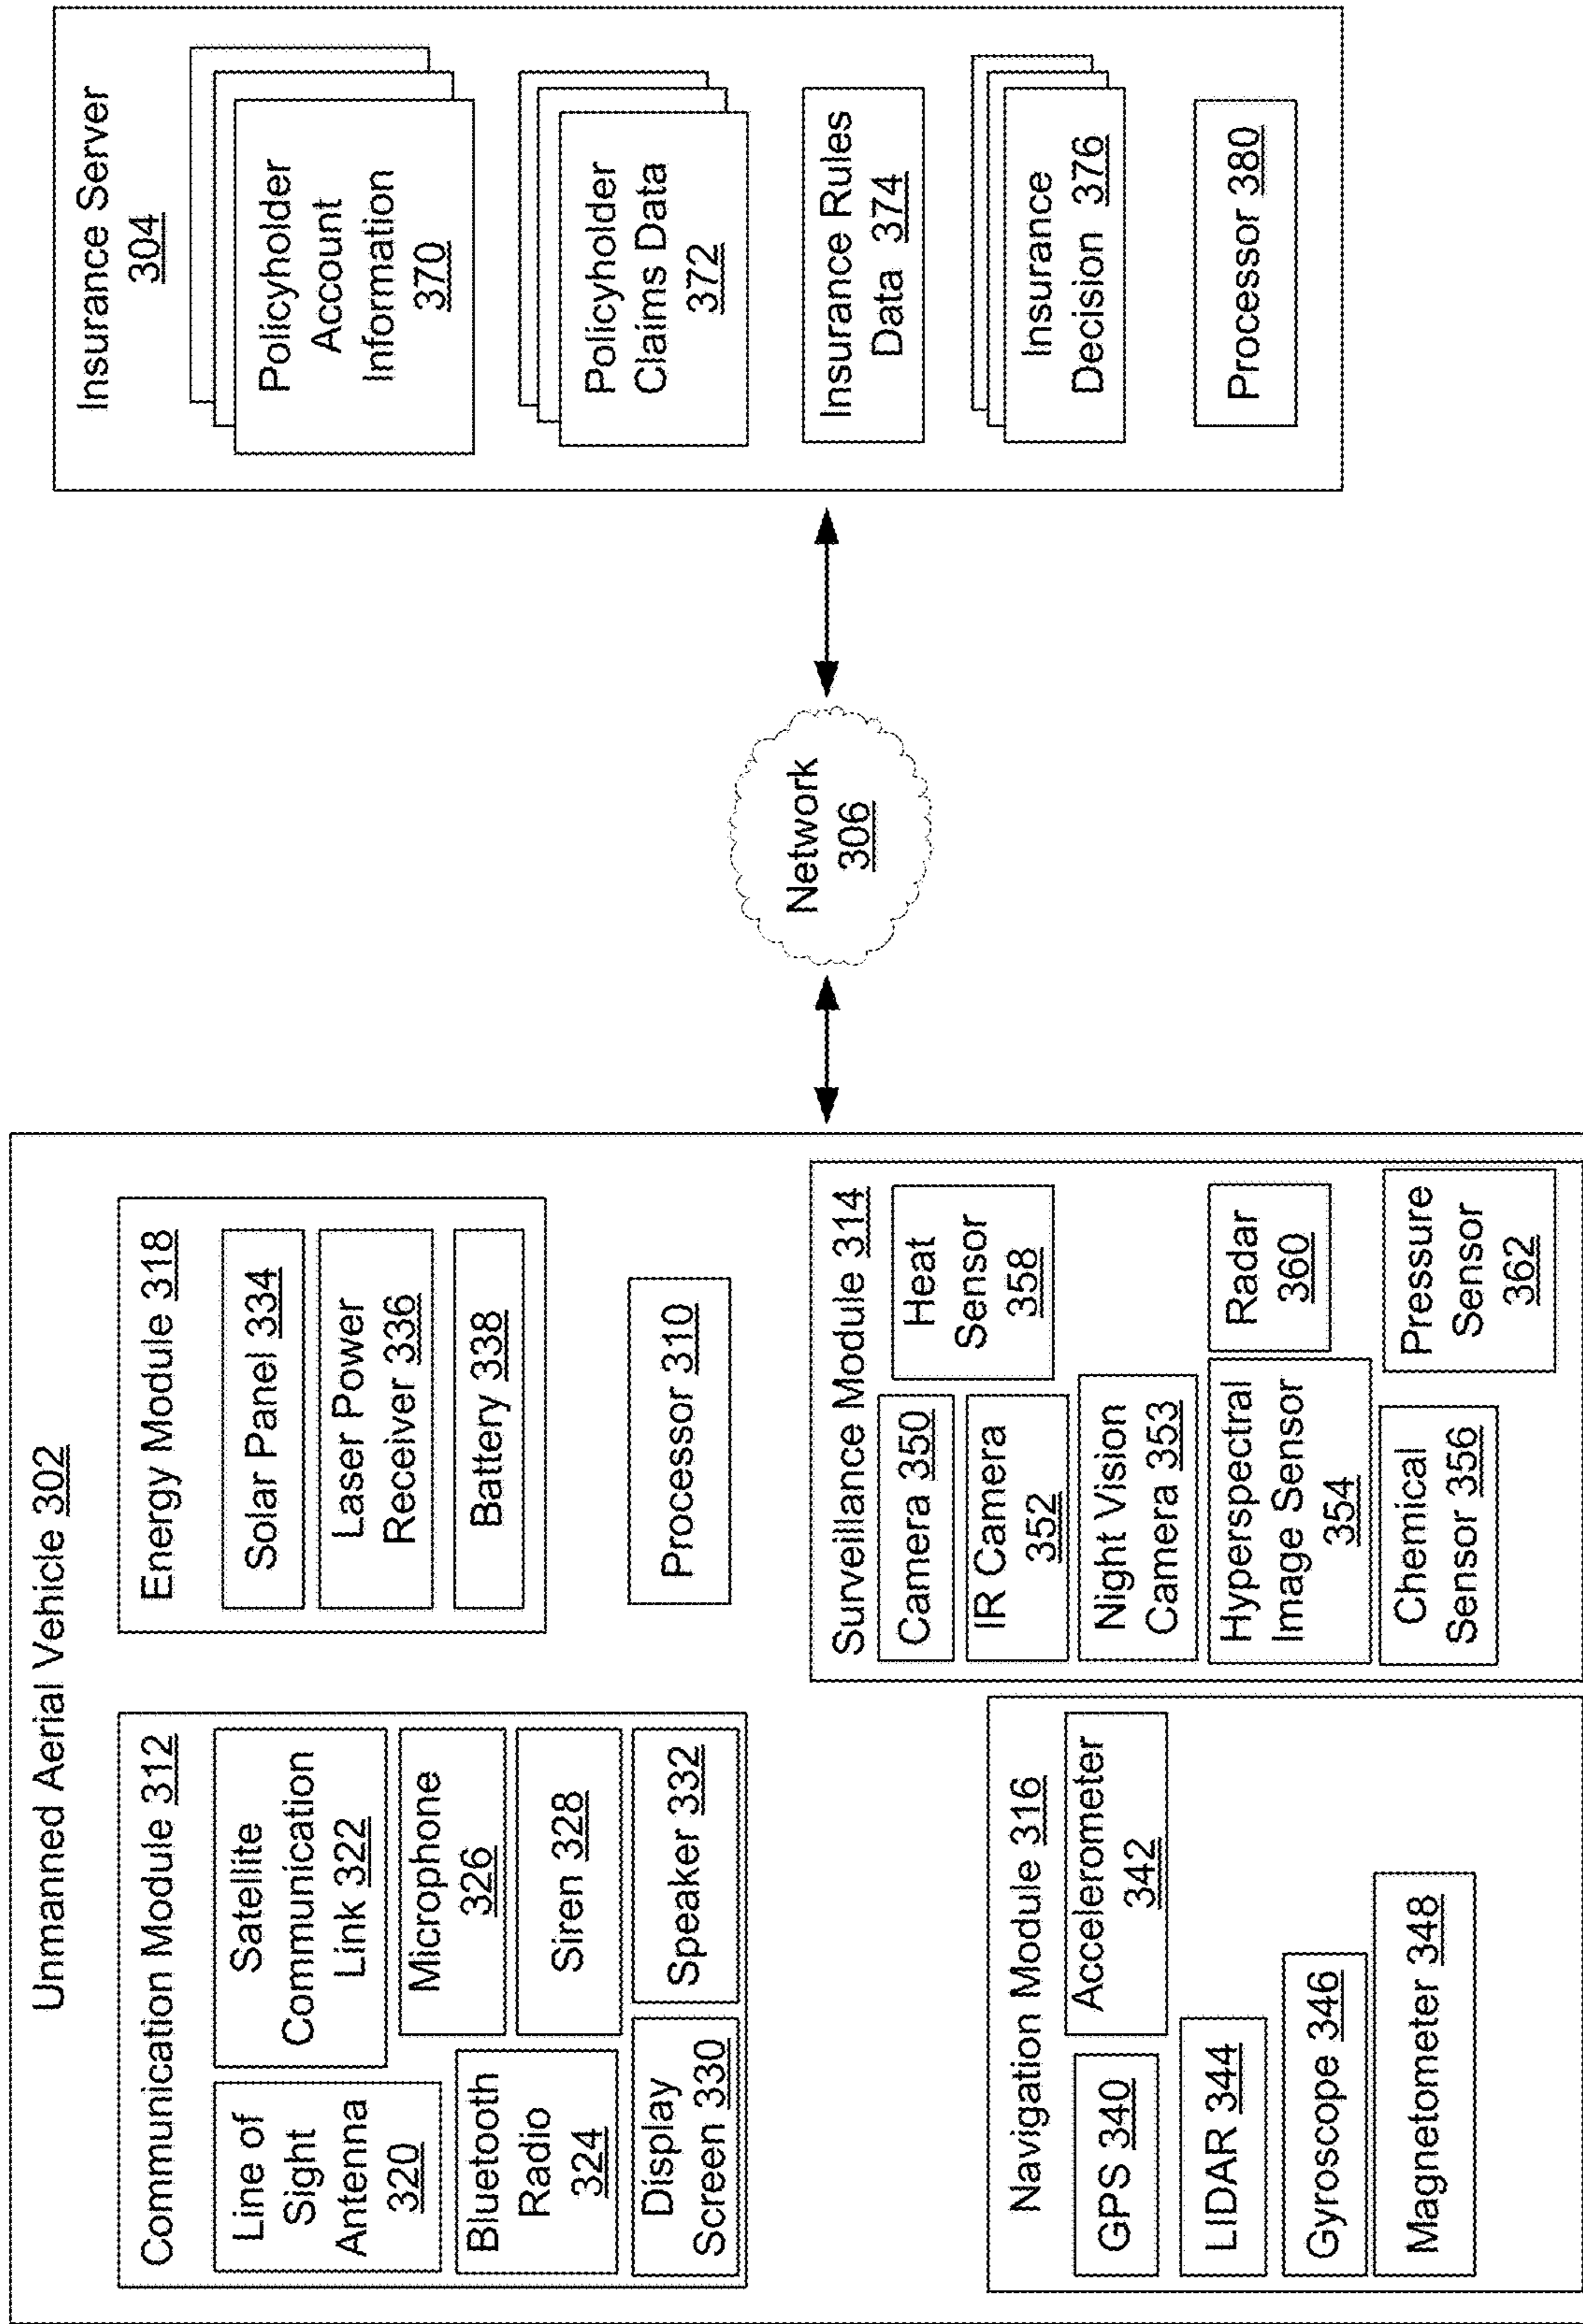 Unmanned Aerial Vehicle 302
Communication Module 312
Line of
Sight
Antenna
320
Satellite
Communication
Link 322
Bluetooth
Radio
324
Microphone
326
Siren 328
Display
Screen 330
Speaker 332
Energy Module 318
Solar Panel 334
Laser Power
Receiver 336
Battery 338
Processor 310
Navigation Module 316
GPS 340
Accelerometer
342
LIDAR 344
Gyroscope 346
Magnetometer 348
Surveillance Module 314
Camera 350
Heat
Sensor
358
IR Camera
352
Night Vision
Camera 353
Hyperspectral
Image Sensor
354
Radar
360
Chemical
Sensor 356
Pressure
Sensor
362
Network
306
Insurance Server
304
Policyholder
Account
Information
370
Policyholder
Claims Data
372
Insurance Rules
Data 374
Insurance
Decision 376
Processor 380